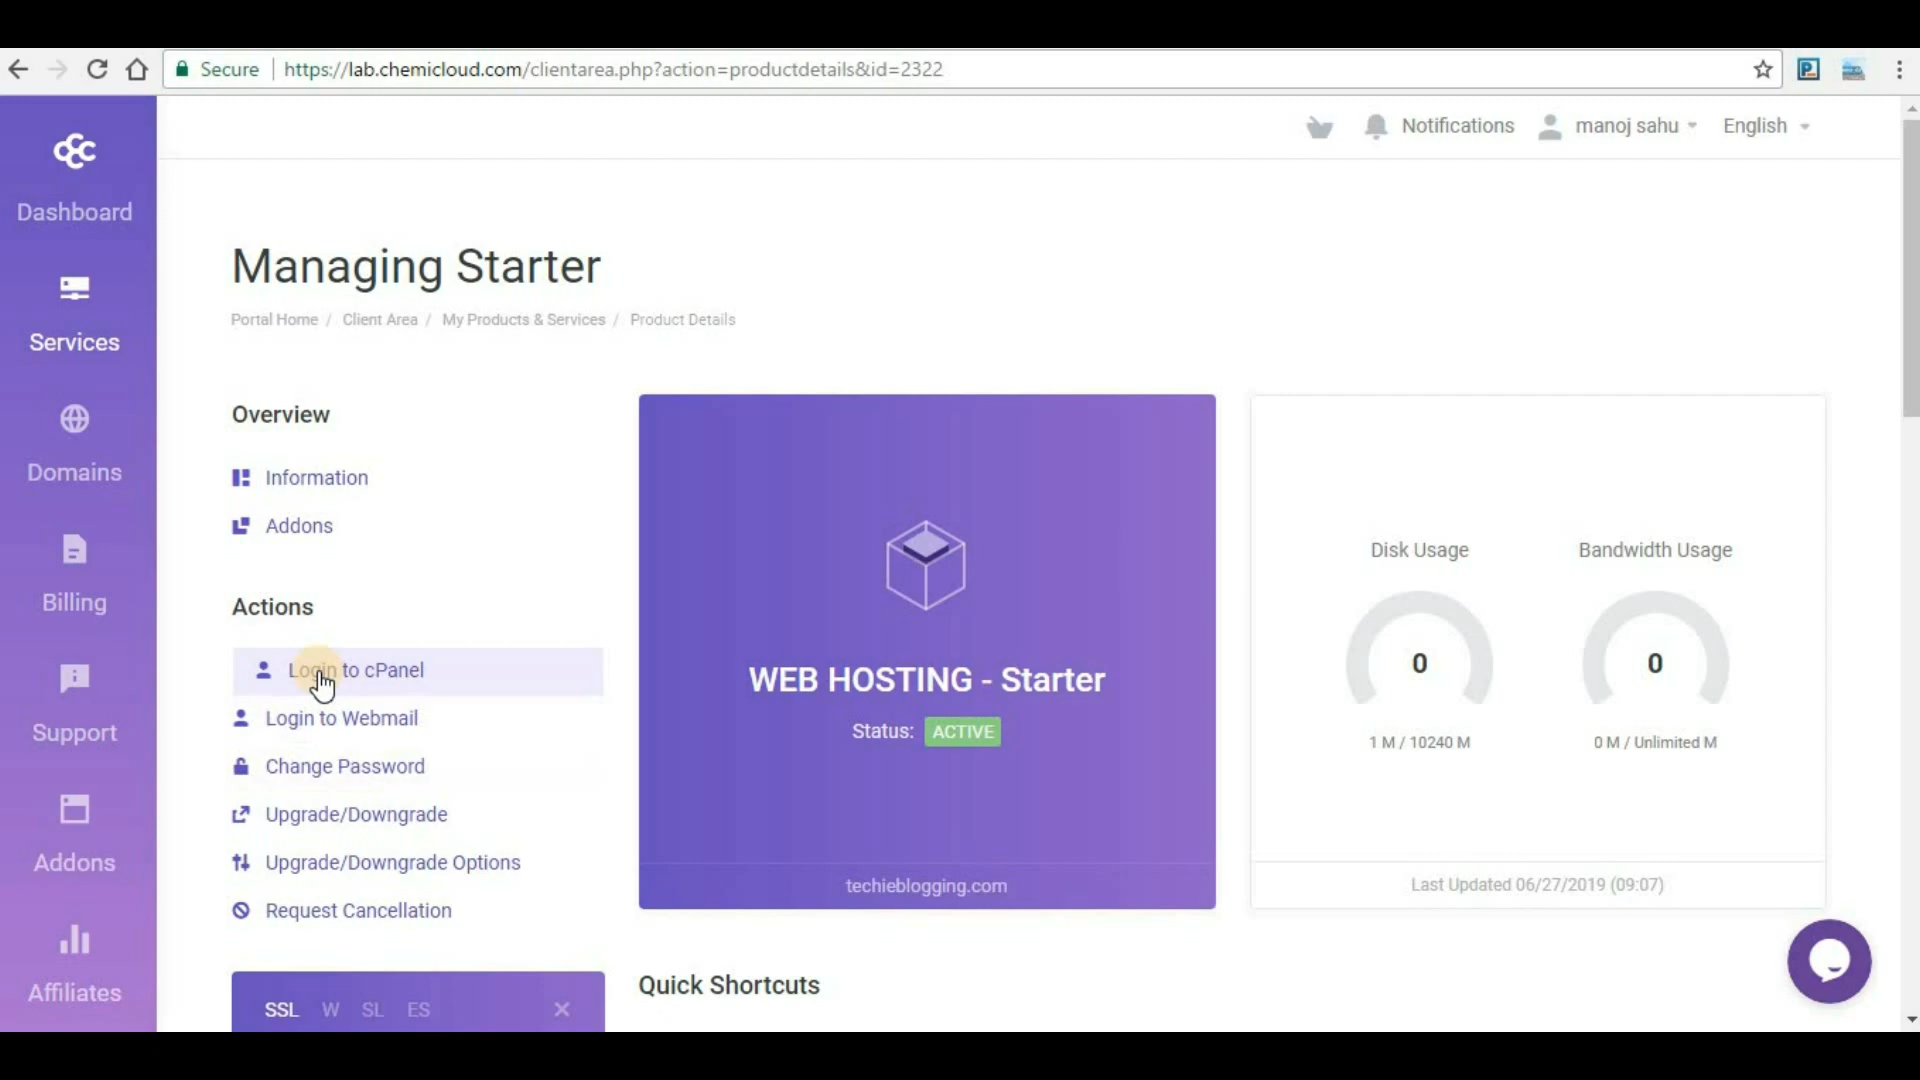 Secure https://lab.chemicloud.com/clientarea.php?action=productdetails&id=2322
Notifications manoj sahu English
Dashboard
Services
Domains
Billing
Support
Addons
Affiliates
Managing Starter
Portal Home / Client Area / My Products & Services / Product Details
Overview
Information
Addons
Actions
Login to cPanel
Login to Webmail
Change Password
Upgrade/Downgrade
Upgrade/Downgrade Options
Request Cancellation
SSL W SL ES
WEB HOSTING - Starter
Status: ACTIVE
techieblogging.com
Disk Usage Bandwidth Usage
0 0
1 M / 10240 M 0 M / Unlimited M
Last Updated 06/27/2019 (09:07)
Quick Shortcuts